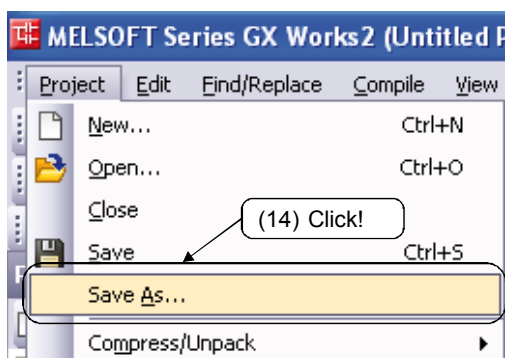 MELSOFT Series GX Works2 (Untitled P
Project Edit Find/Replace Compile View
New... Ctrl+N
Open... Ctrl+O
Close
(14) Click!
Save Ctrl+S
Save As...
Compress/Unpack